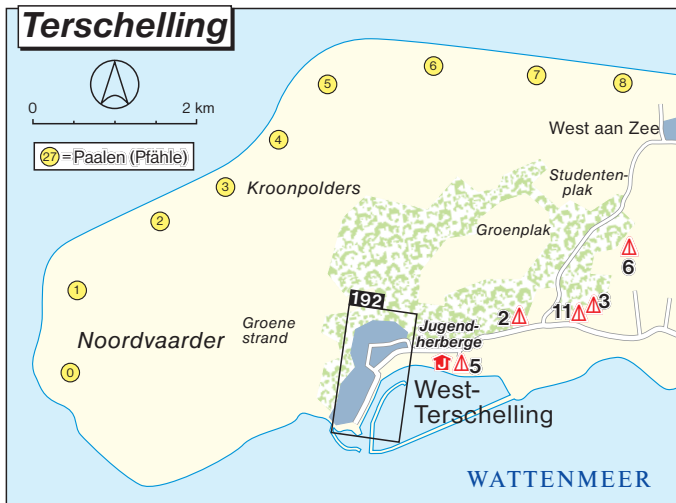 Terschelling
0
2 km
27 = Paalen (Pfähle)
6
5
7
8
4
West aan Zee
3
Kroonpolders
Studenten-
plak
2
Groenplak
6
1
192
3
2
11
Noordvaarder
Groene
strand
Jugend-
herberge
0
J
5
West-
Terschelling
WATTENMEER